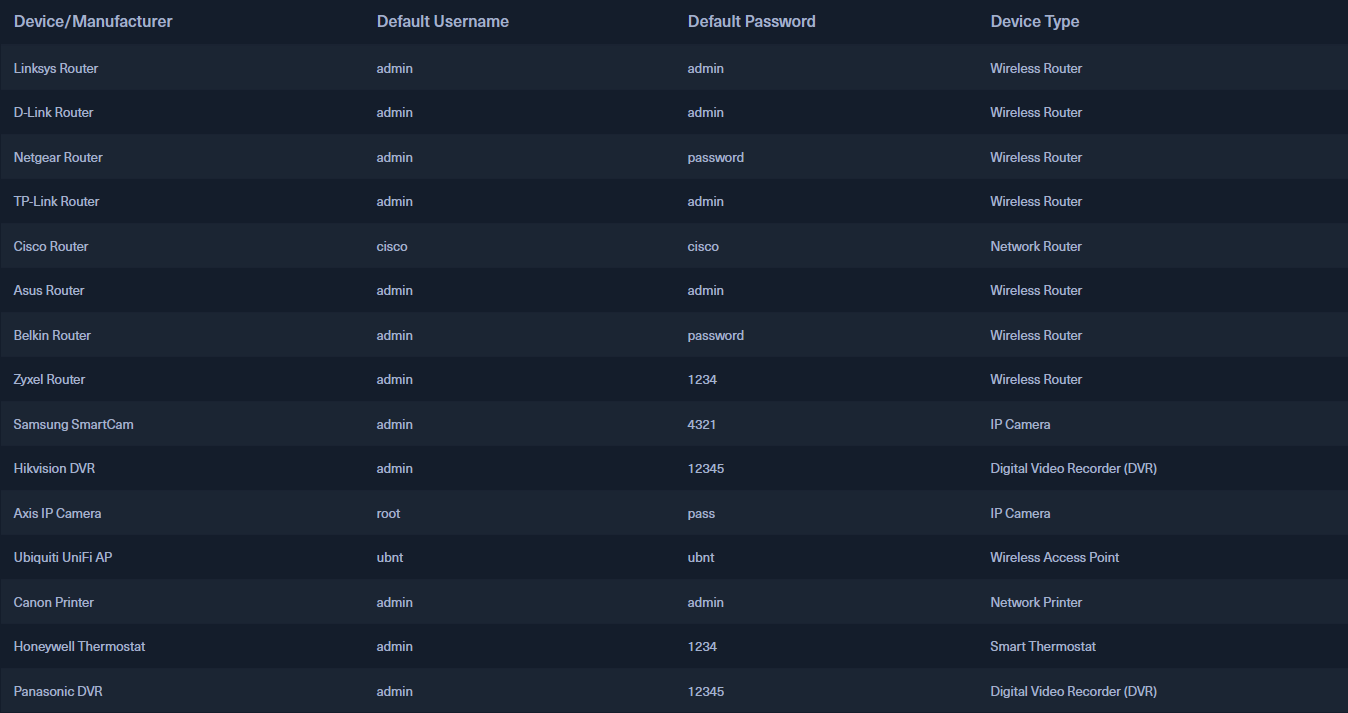 Device/Manufacturer Default Username Default Password Device Type
Linksys Router admin admin Wireless Router
D-Link Router admin admin Wireless Router
Netgear Router admin password Wireless Router
TP-Link Router admin admin Wireless Router
Cisco Router cisco cisco Network Router
Asus Router admin admin Wireless Router
Belkin Router admin password Wireless Router
Zyxel Router admin 1234 Wireless Router
Samsung SmartCam admin 4321 IP Camera
Hikvision DVR admin 12345 Digital Video Recorder (DVR)
Axis IP Camera root pass IP Camera
Ubiquiti UniFi AP ubnt ubnt Wireless Access Point
Canon Printer admin admin Network Printer
Honeywell Thermostat admin 1234 Smart Thermostat
Panasonic DVR admin 12345 Digital Video Recorder (DVR)